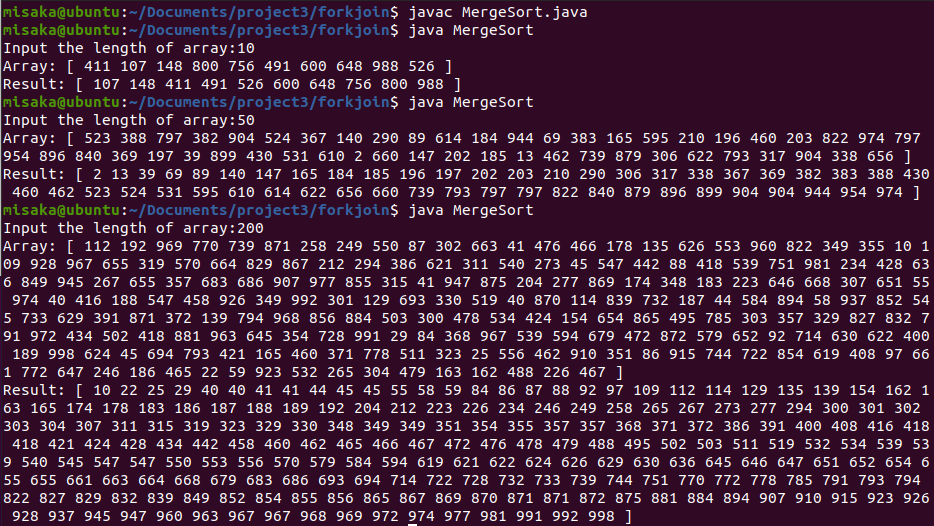 misaka@ubuntu:~/Documents/project3/forkjoin$ javac MergeSort.java
misaka@ubuntu:~/Documents/project3/forkjoin$ java MergeSort
Input the length of array:10
Array: [ 411 107 148 800 756 491 600 648 988 526 ]
Result: [ 107 148 411 491 526 600 648 756 800 988 ]
misaka@ubuntu:~/Documents/project3/forkjoin$ java MergeSort
Input the length of array:50
Array: [ 523 388 797 382 904 524 367 140 290 89 614 184 944 69 383 165 595 210 196 460 203 822 974 797
954 896 840 369 197 39 899 430 531 610 2 660 147 202 185 13 462 739 879 306 622 793 317 904 338 656 ]
Result: [ 2 13 39 69 89 140 147 165 184 185 196 197 202 203 210 290 306 317 338 367 369 382 383 388 430
 460 462 523 524 531 595 610 614 622 656 660 739 793 797 797 822 840 879 896 899 904 904 944 954 974 ]
misaka@ubuntu:~/Documents/project3/forkjoin$ java MergeSort
Input the length of array:200
Array: [ 112 192 969 770 739 871 258 249 550 87 302 663 41 476 466 178 135 626 553 960 822 349 355 10 1
09 928 967 655 319 570 664 829 867 212 294 386 621 311 540 273 45 547 442 88 418 539 751 981 234 428 63
6 849 945 267 655 357 683 686 907 977 855 315 41 947 875 204 277 869 174 348 183 223 646 668 307 651 55
 974 40 416 188 547 458 926 349 992 301 129 693 330 519 40 870 114 839 732 187 44 584 894 58 937 852 54
5 733 629 391 871 372 139 794 968 856 884 503 300 478 534 424 154 654 865 495 785 303 357 329 827 832 7
91 972 434 502 418 881 963 645 354 728 991 29 84 368 967 539 594 679 472 872 579 652 92 714 630 622 400
 189 998 624 45 694 793 421 165 460 371 778 511 323 25 556 462 910 351 86 915 744 722 854 619 408 97 66
1 772 647 246 186 465 22 59 923 532 265 304 479 163 162 488 226 467 ]
Result: [ 10 22 25 29 40 40 41 41 44 45 45 55 58 59 84 86 87 88 92 97 109 112 114 129 135 139 154 162 1
63 165 174 178 183 186 187 188 189 192 204 212 223 226 234 246 249 258 265 267 273 277 294 300 301 302
303 304 307 311 315 319 323 329 330 348 349 349 351 354 355 357 357 368 371 372 386 391 400 408 416 418
 418 421 424 428 434 442 458 460 462 465 466 467 472 476 478 479 488 495 502 503 511 519 532 534 539 53
9 540 545 547 547 550 553 556 570 579 584 594 619 621 622 624 626 629 630 636 645 646 647 651 652 654 6
55 655 661 663 664 668 679 683 686 693 694 714 722 728 732 733 739 744 751 770 772 778 785 791 793 794
822 827 829 832 839 849 852 854 855 856 865 867 869 870 871 871 872 875 881 884 894 907 910 915 923 926
 928 937 945 947 960 963 967 967 968 969 972 974 977 981 991 992 998 ]